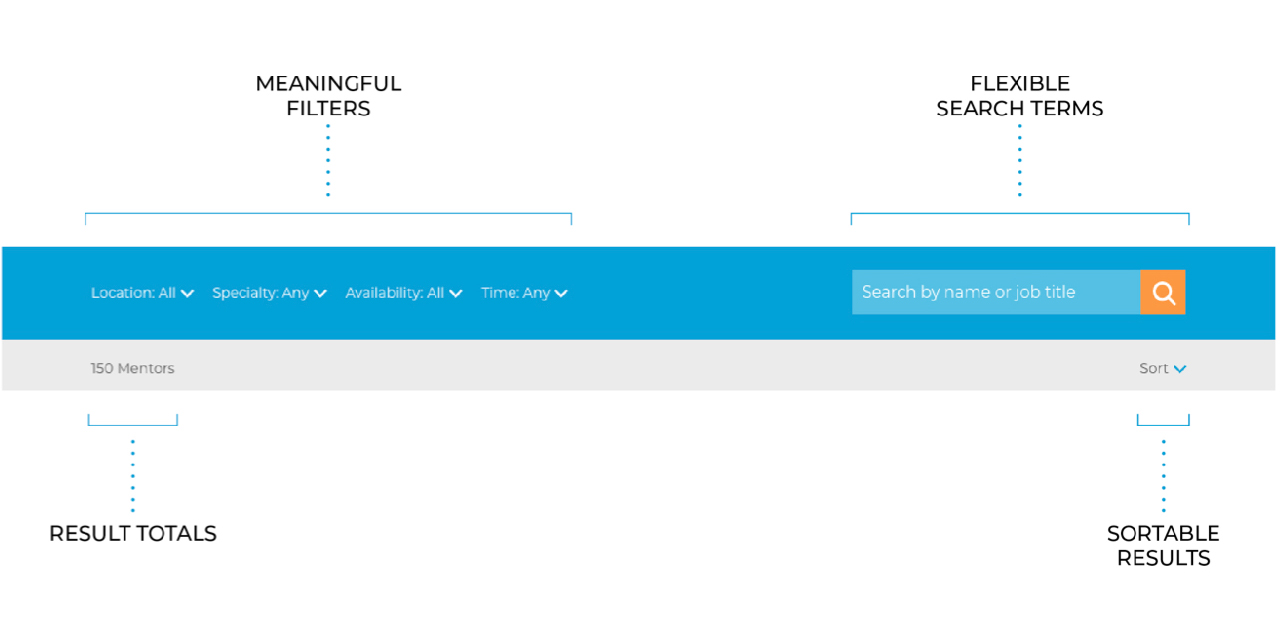 MEANINGFUL
FILTERS
FLEXIBLE
SEARCH TERMS
Location: All
Specialty: Any
Availability: All
Time: Any
Search by name or job title
150 Mentors
Sort
RESULT TOTALS
SORTABLE
RESULTS